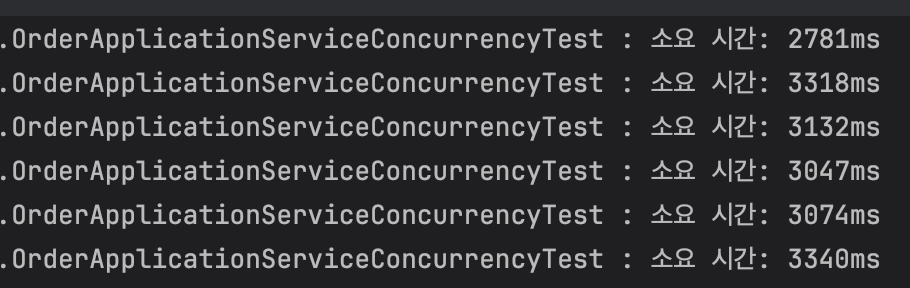 .OrderApplicationServiceConcurrencyTest : 소요 시간: 2781ms
.OrderApplicationServiceConcurrencyTest : 소요 시간: 3318ms
.OrderApplicationServiceConcurrencyTest : 소요 시간: 3132ms
.OrderApplicationServiceConcurrencyTest : 소요 시간: 3047ms
.OrderApplicationServiceConcurrencyTest : 소요 시간: 3074ms
.OrderApplicationServiceConcurrencyTest : 소요 시간: 3340ms